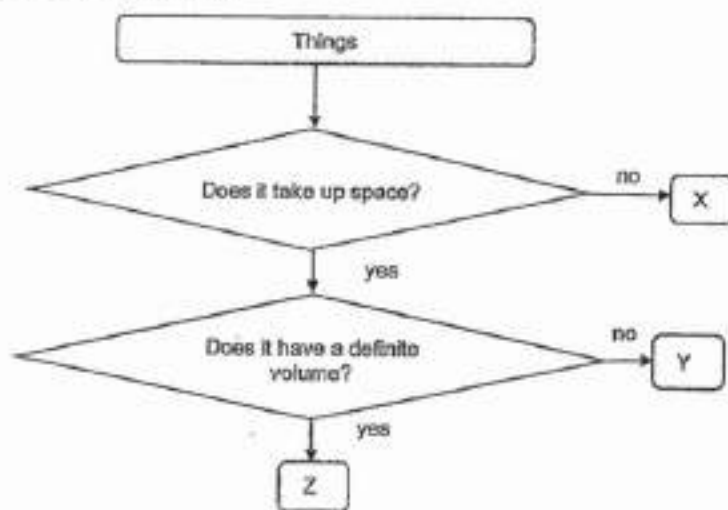 Things
Does it take up space?
no
X
yes
Does it have a definite
volume?
no
Y
yes
Z